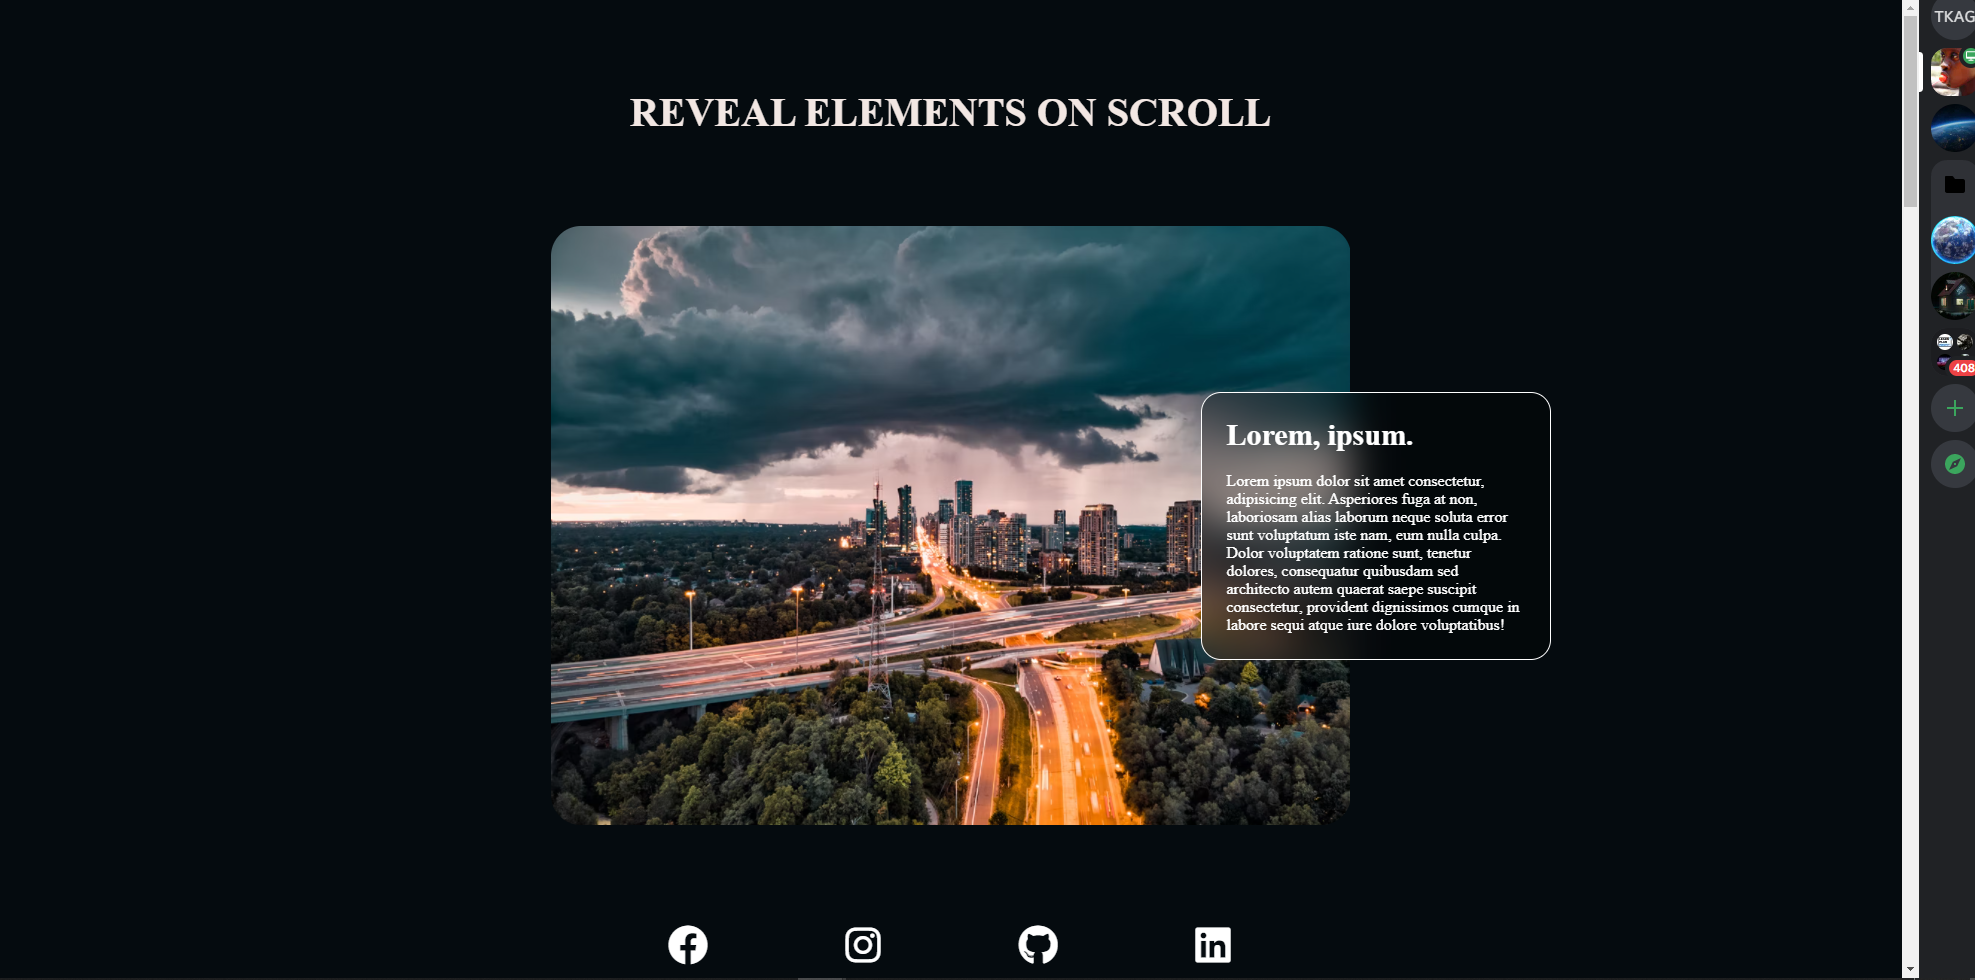 TKAG
REVEAL ELEMENTS ON SCROLL
Lorem, ipsum.
Lorem ipsum dolor sit amet consectetur,
adipisicing elit. Asperiores fuga at non,
laboriosam alias laborum neque soluta error
sunt voluptatum iste nam, eum nulla culpa.
Dolor voluptatem ratione sunt, tenetur
dolores, consequatur quibusdam sed
architecto autem quaerat saepe suscipit
consectetur, provident dignissimos cumque in
labore sequi atque iure dolore voluptatibus!
408
in